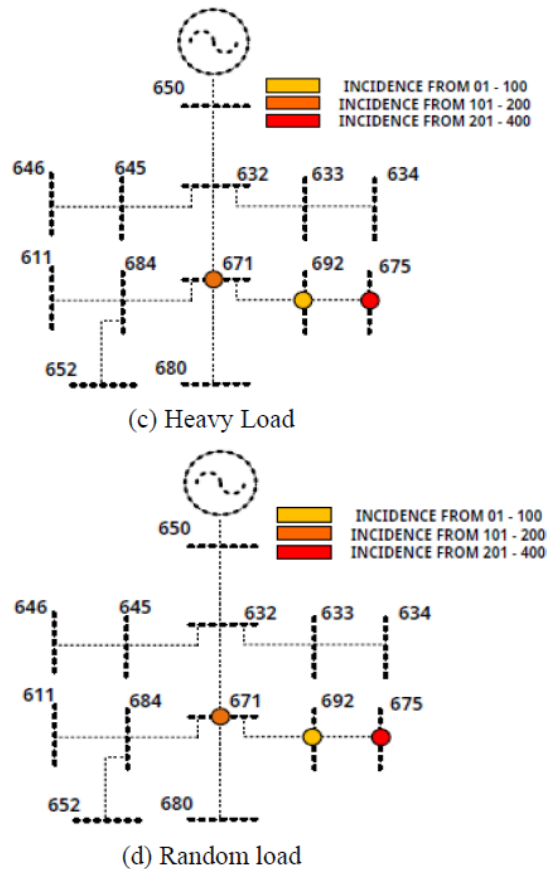 650
INCIDENCE FROM 01 - 100
INCIDENCE FROM 101 - 200
INCIDENCE FROM 201 - 400
646 645 632 633 634
611 684 671 692 675
652 680
(c) Heavy Load
650
INCIDENCE FROM 01 - 100
INCIDENCE FROM 101 - 200
INCIDENCE FROM 201 - 400
646 645 632 633 634
611 684 671 692 675
652 680
(d) Random load